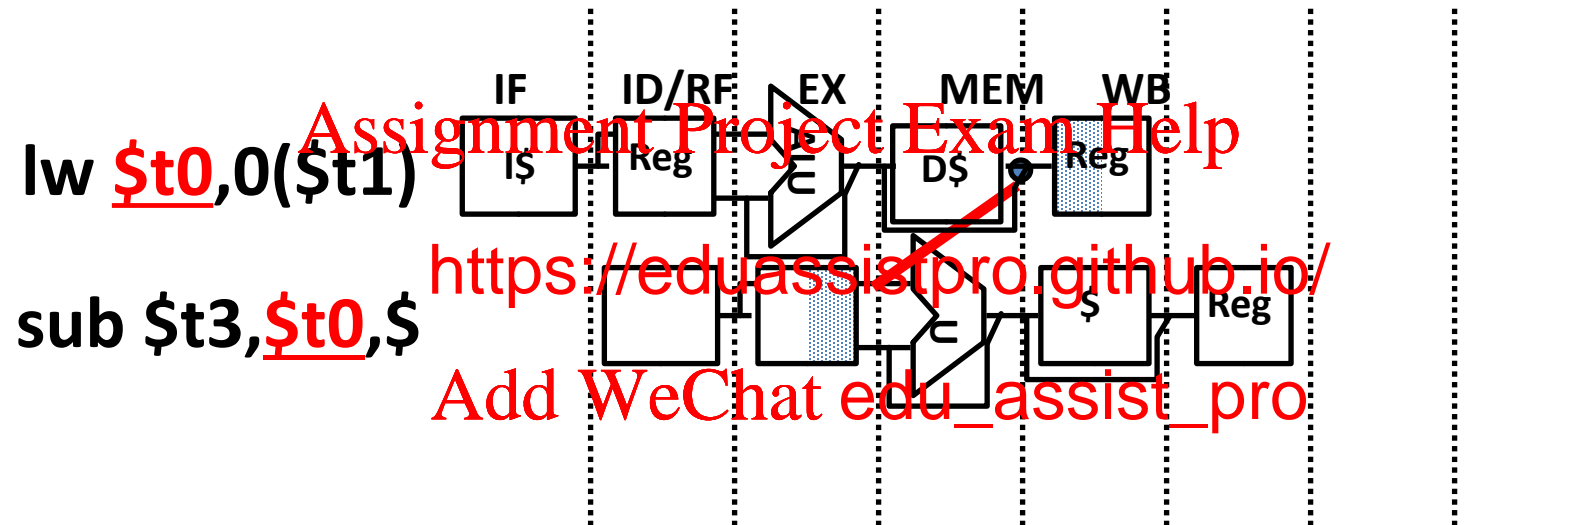 IF ID/RF EX MEM WB
Assignment Project Exam Help
lw $t0,0($t1) I$ Reg D$ Reg
https://eduassistpro.github.io/
sub $t3,$t0,$ $ Reg
Add WeChat edu_assist_pro